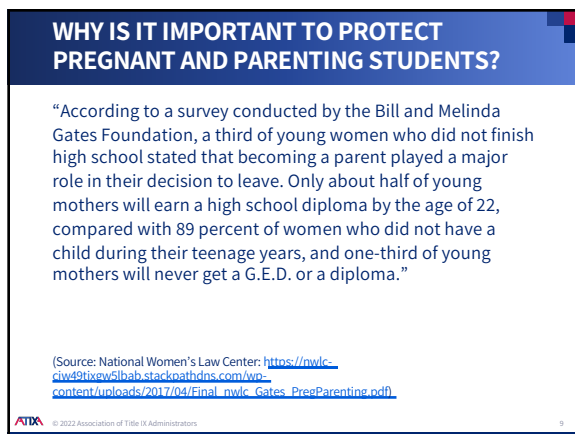 WHY IS IT IMPORTANT TO PROTECT
PREGNANT AND PARENTING STUDENTS?
“According to a survey conducted by the Bill and Melinda
Gates Foundation, a third of young women who did not finish
high school stated that becoming a parent played a major
role in their decision to leave. Only about half of young
mothers will earn a high school diploma by the age of 22,
compared with 89 percent of women who did not have a
child during their teenage years, and one-third of young
mothers will never get a G.E.D. or a diploma.”
(Source: National Women’s Law Center: https://nwlc-
ciw49tixgw5lbab.stackpathdns.com/wp-
content/uploads/2017/04/Final_nwlc_Gates_PregParenting.pdf)
ATIXA © 2022 Association of Title IX Administrators 9